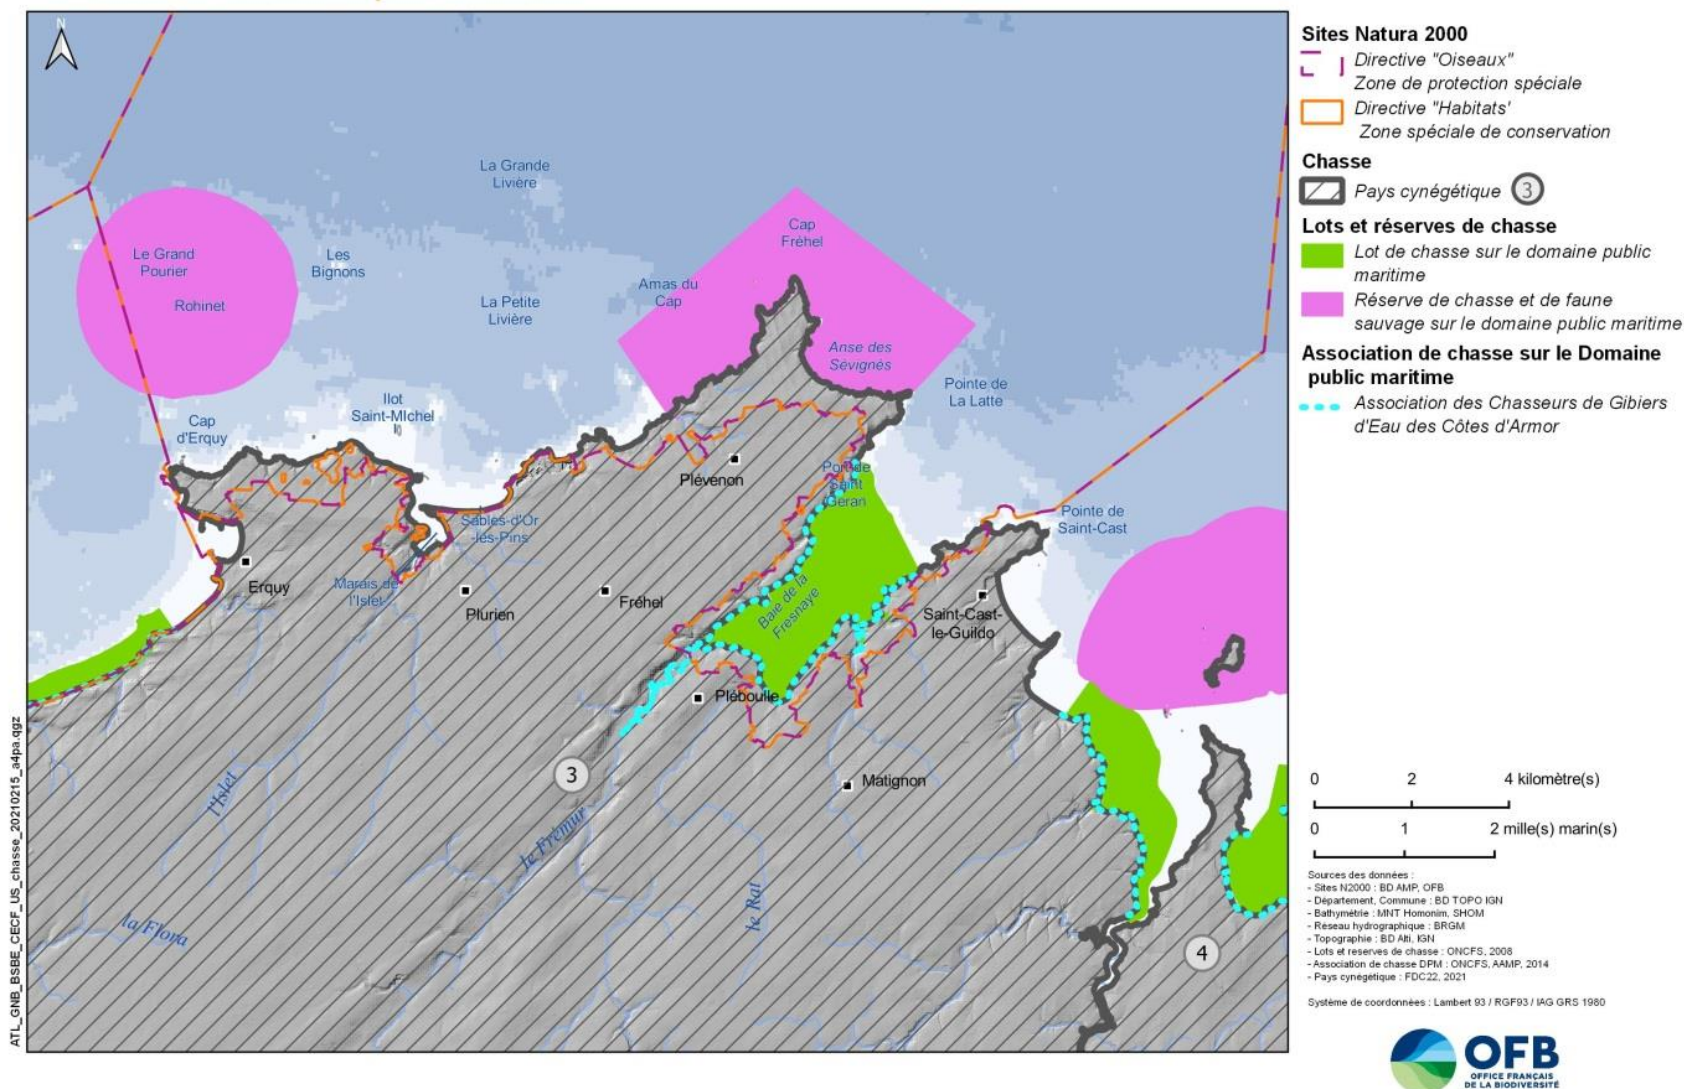 N
La Grande
Livière
Cap
Fréhel
Le Grand
Pourier
Les
Bignons
Rohinet
Amas du
Cap
La Petite
Livière
Anse des
Sévignés
Pointe de
La Latte
Ilot
Saint-MIchel
Cap
d'Erquy
Plévenon
Port de
Saint
Géran
Sables-d'Or
-les-Pins
Pointe de
Saint-Cast
Erquy
Marais de
l'Islet
Plurien
Fréhel
Baie de la
Fresnaye
Saint-Cast-
le-Guildo
Pléboulle
3
Matignon
l'Islet
le Frémur
le Rat
la Flora
4
ATL_GNB_BSBE_CECF_US_chasse_20210215_a4pa.qgz
Sites Natura 2000
Directive "Oiseaux"
Zone de protection spéciale
Directive "Habitats'
Zone spéciale de conservation
Chasse
Pays cynégétique 3
Lots et réserves de chasse
Lot de chasse sur le domaine public
maritime
Réserve de chasse et de faune
sauvage sur le domaine public maritime
Association de chasse sur le Domaine
public maritime
Association des Chasseurs de Gibiers
d'Eau des Côtes d'Armor
0 2 4 kilomètre(s)
0 1 2 mille(s) marin(s)
Sources des données :
- Sites N2000 : BD AMP, OFB
- Département, Commune : BD TOPO IGN
- Bathymétrie : MNT Homonim, SHOM
- Réseau hydrographique : BRGM
- Topographie : BD Alti, IGN
- Lots et reserves de chasse : ONCFS, 2008
- Association de chasse DPM : ONCFS, AAMP, 2014
- Pays cynégétique : FDC22, 2021
Système de coordonnées : Lambert 93 / RGF93 / IAG GRS 1980
OFB
OFFICE FRANÇAIS
DE LA BIODIVERSITÉ